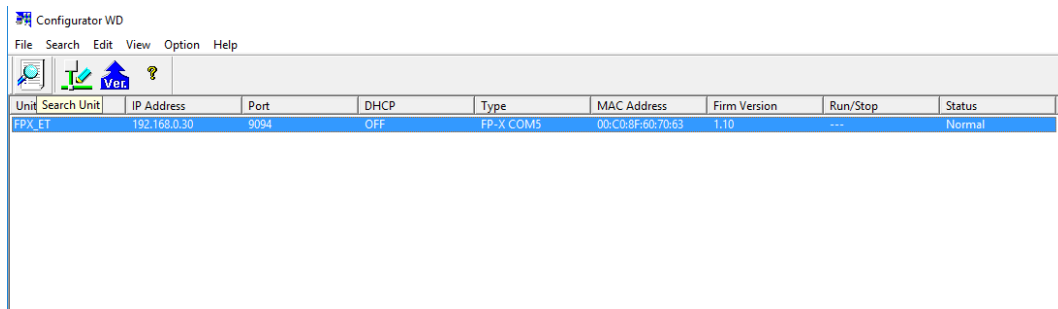 Configurator WD
File Search Edit View Option Help
Ver. ?
Unit Search Unit IP Address Port DHCP Type MAC Address Firm Version Run/Stop Status
FPX_ET 192.168.0.30 9094 OFF FP-X COM5 00:C0:8F:60:70:63 1.10 --- Normal